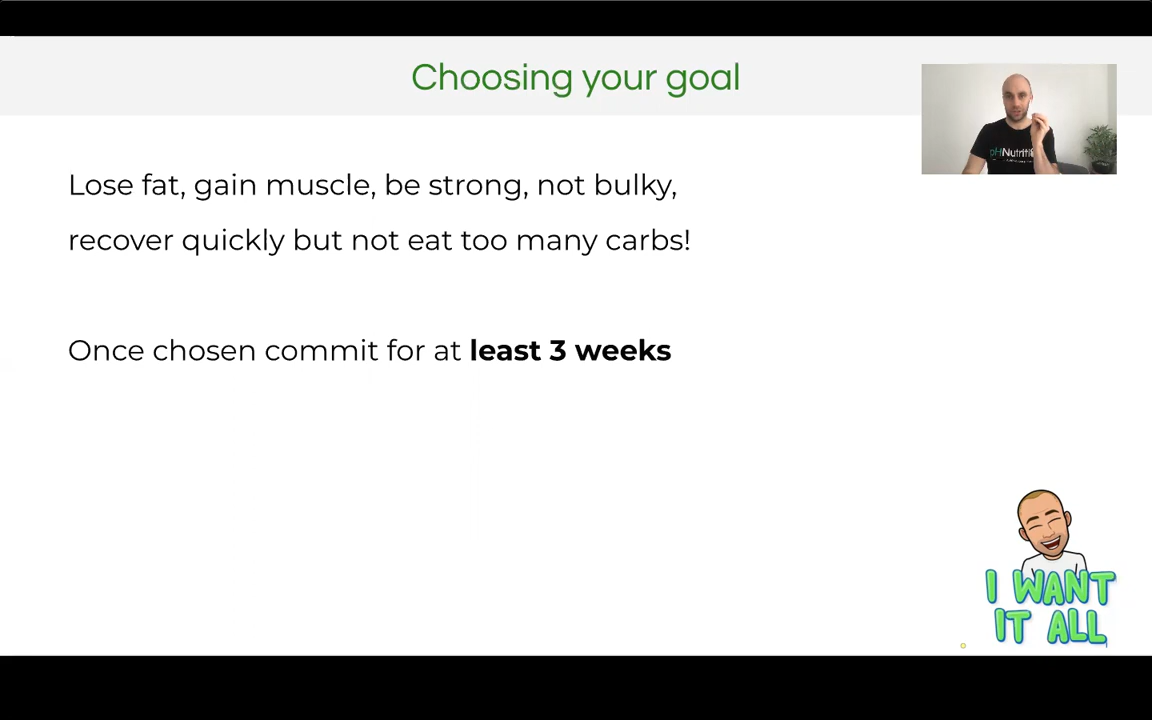 Choosing your goal
pHNutrition
Lose fat, gain muscle, be strong, not bulky,
recover quickly but not eat too many carbs!
Once chosen commit for at least 3 weeks
I WANT
IT ALL